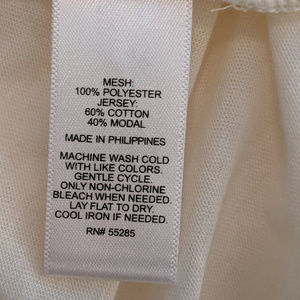 MESH:
100% POLYESTER
JERSEY:
60% COTTON
40% MODAL
MADE IN PHILIPPINES
MACHINE WASH COLD
WITH LIKE COLORS.
GENTLE CYCLE.
ONLY NON-CHLORINE
BLEACH WHEN NEEDED.
LAY FLAT TO DRY.
COOL IRON IF NEEDED.
RN# 55285